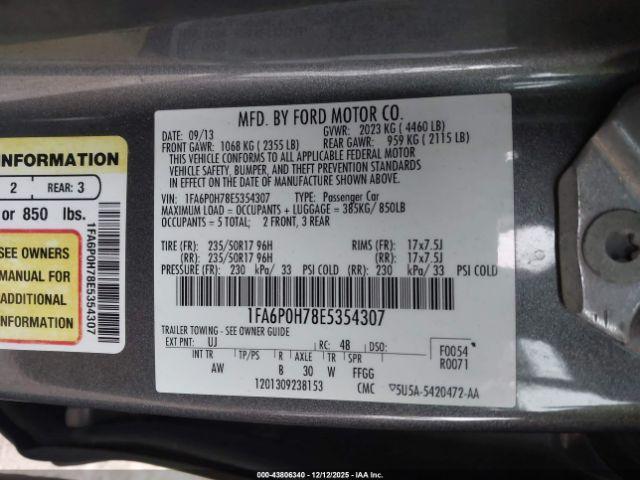 MFD. BY FORD MOTOR CO.
DATE: 09/13 GVWR: 2023 KG ( 4460 LB)
FRONT GAWR: 1068 KG ( 2355 LB) REAR GAWR: 959 KG ( 2115 LB)
THIS VEHICLE CONFORMS TO ALL APPLICABLE FEDERAL MOTOR
VEHICLE SAFETY, BUMPER, AND THEFT PREVENTION STANDARDS
IN EFFECT ON THE DATE OF MANUFACTURE SHOWN ABOVE.
VIN: 1FA6P0H78E5354307 TYPE: Passenger Car
MAXIMUM LOAD = OCCUPANTS + LUGGAGE = 385KG/ 850LB
OCCUPANTS = 5 TOTAL; 2 FRONT, 3 REAR
TIRE (FR): 235/50R17 96H RIMS (FR): 17x7.5J
(RR): 235/50R17 96H (RR): 17x7.5J
PRESSURE (FR): 230 kPa/ 33 PSI COLD (RR): 230 kPa/ 33 PSI COLD
1FA6P0H78E5354307
TRAILER TOWING - SEE OWNER GUIDE
EXT PNT: UJ RC: 48 DSO: F0054
INT TR TP/PS R AXLE TR SPR R0071
AW B 30 W FFGG
1201309238153 CMC 5U5A-5420472-AA
INFORMATION
2 REAR: 3
or 850 lbs.
SEE OWNERS
MANUAL FOR
ADDITIONAL
INFORMATION
1FA6P0H78E5354307
000-43806340 - 12/12/2025 - IAA Inc.